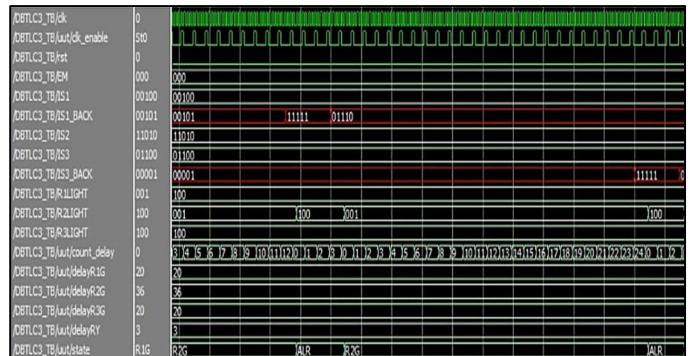 /DBTLC3_TB/clk 0
/DBTLC3_TB/uut/clk_enable St0
/DBTLC3_TB/rst 0
/DBTLC3_TB/EM 000 000
/DBTLC3_TB/IS1 00100 00100
/DBTLC3_TB/IS1_BACK 00101 00101 11111 01110
/DBTLC3_TB/IS2 11010 11010
/DBTLC3_TB/IS3 01100 01100
/DBTLC3_TB/IS3_BACK 00001 00001 11111 0
/DBTLC3_TB/R1LIGHT 001 100
/DBTLC3_TB/R2LIGHT 100 001 100 001 100
/DBTLC3_TB/R3LIGHT 100 100
/DBTLC3_TB/uut/count_delay 0 3 4 5 6 7 8 9 10 11 12 0 1 2 3 0 1 2 3 4 5 6 7 8 9 10 11 12 13 14 15 16 17 18 19 20 21 22 23 24 0 1 2
/DBTLC3_TB/uut/delayR1G 20 20
/DBTLC3_TB/uut/delayR2G 36 36
/DBTLC3_TB/uut/delayR3G 20 20
/DBTLC3_TB/uut/delayRY 3 3
/DBTLC3_TB/uut/state R1G R2G ALR R2G ALR